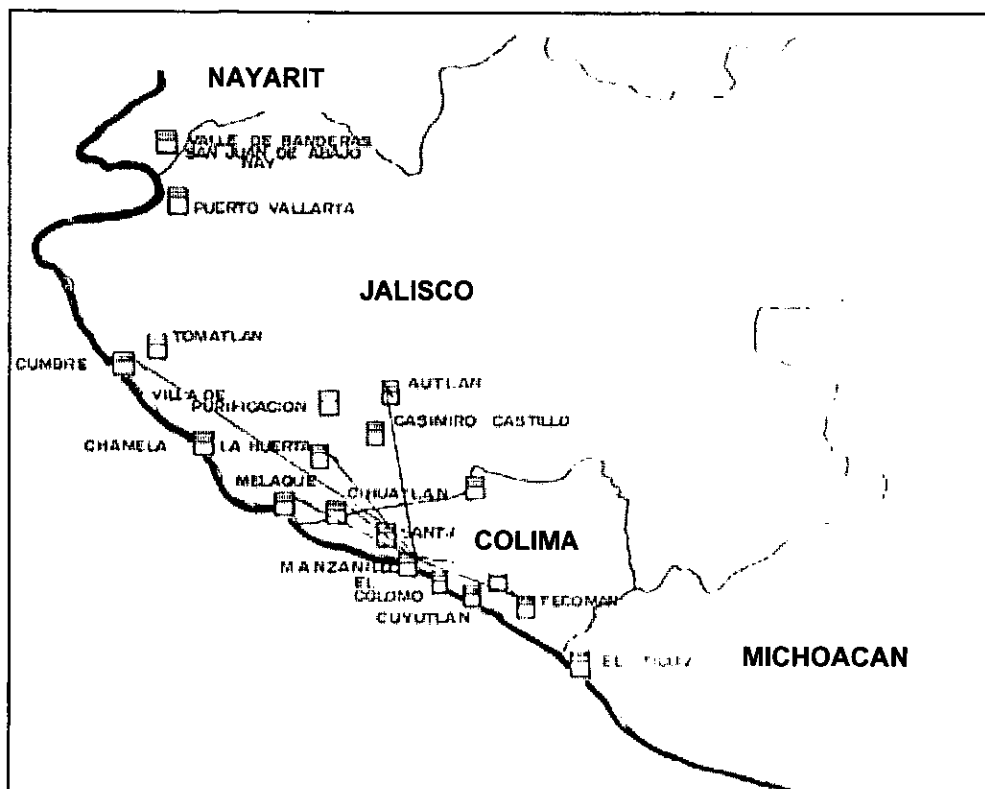 NAYARIT
VALLE DE BANDERAS
SAN JUAN DE ABAJO
NAY
PUERTO VALLARTA
JALISCO
TOMATLAN
CUMBRE
AUTLAN
VILLA DE
PURIFICACION
CASIMIRO CASTILLO
CHAMELA
LA HUERTA
MELAQUE
CIHUATLAN
COLIMA
MANZANILLO
EL
COLOMO
TECOMAN
CUYUTLAN
EL
MICHOACAN